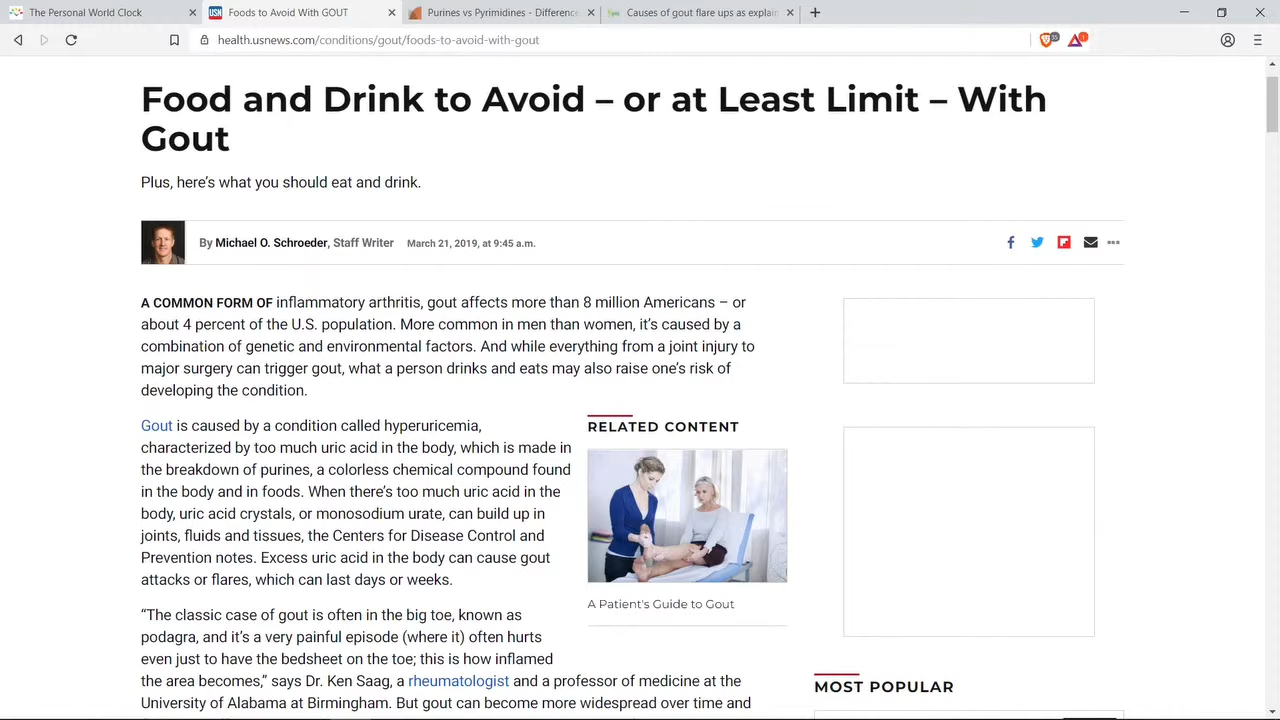 The Personal World Clock
USN
Foods to Avoid With GOUT
Purines vs Pyrimidines - Difference
Causes of gout flare ups as explain
health.usnews.com/conditions/gout/foods-to-avoid-with-gout
35
1
Food and Drink to Avoid – or at Least Limit – With
Gout
Plus, here's what you should eat and drink.
By Michael O. Schroeder, Staff Writer March 21, 2019, at 9:45 a.m.
A COMMON FORM OF inflammatory arthritis, gout affects more than 8 million Americans – or
about 4 percent of the U.S. population. More common in men than women, it's caused by a
combination of genetic and environmental factors. And while everything from a joint injury to
major surgery can trigger gout, what a person drinks and eats may also raise one's risk of
developing the condition.
Gout is caused by a condition called hyperuricemia,
characterized by too much uric acid in the body, which is made in
the breakdown of purines, a colorless chemical compound found
in the body and in foods. When there's too much uric acid in the
body, uric acid crystals, or monosodium urate, can build up in
joints, fluids and tissues, the Centers for Disease Control and
Prevention notes. Excess uric acid in the body can cause gout
attacks or flares, which can last days or weeks.
“The classic case of gout is often in the big toe, known as
podagra, and it's a very painful episode (where it) often hurts
even just to have the bedsheet on the toe; this is how inflamed
the area becomes,” says Dr. Ken Saag, a rheumatologist and a professor of medicine at the
University of Alabama at Birmingham. But gout can become more widespread over time and
RELATED CONTENT
A Patient's Guide to Gout
MOST POPULAR